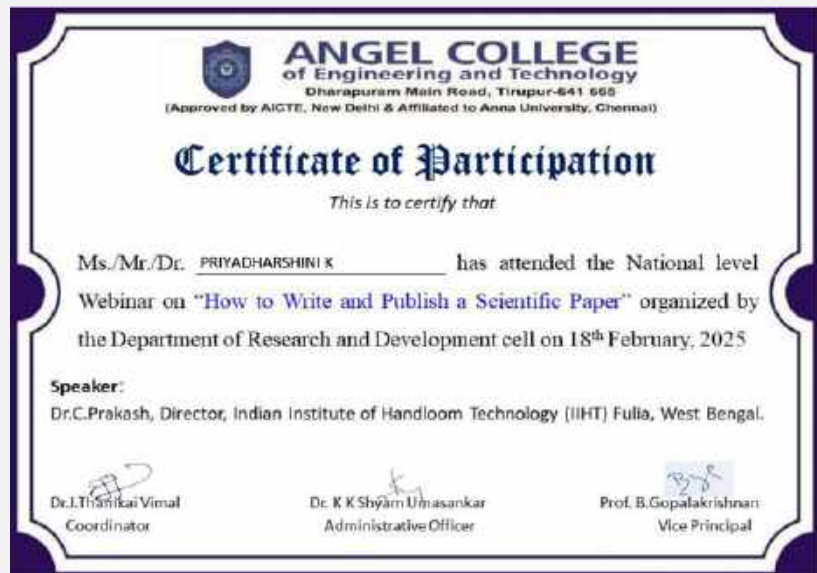 ANGEL COLLEGE
of Engineering and Technology
Dharapuram Main Road, Tirupur-641 665
(Approved by AICTE, New Delhi & Affiliated to Anna University, Chennai)
Certificate of Participation
This is to certify that
Ms./Mr./Dr. PRIYADHARSHINI K has attended the National level
Webinar on "How to Write and Publish a Scientific Paper" organized by
the Department of Research and Development cell on 18th February, 2025
Speaker:
Dr.C.Prakash, Director, Indian Institute of Handloom Technology (IIHT) Fulia, West Bengal.
Dr.J.Thanikai Vimal Dr. K K Shyam Umasankar Prof. B.Gopalakrishnan
Coordinator Administrative Officer Vice Principal